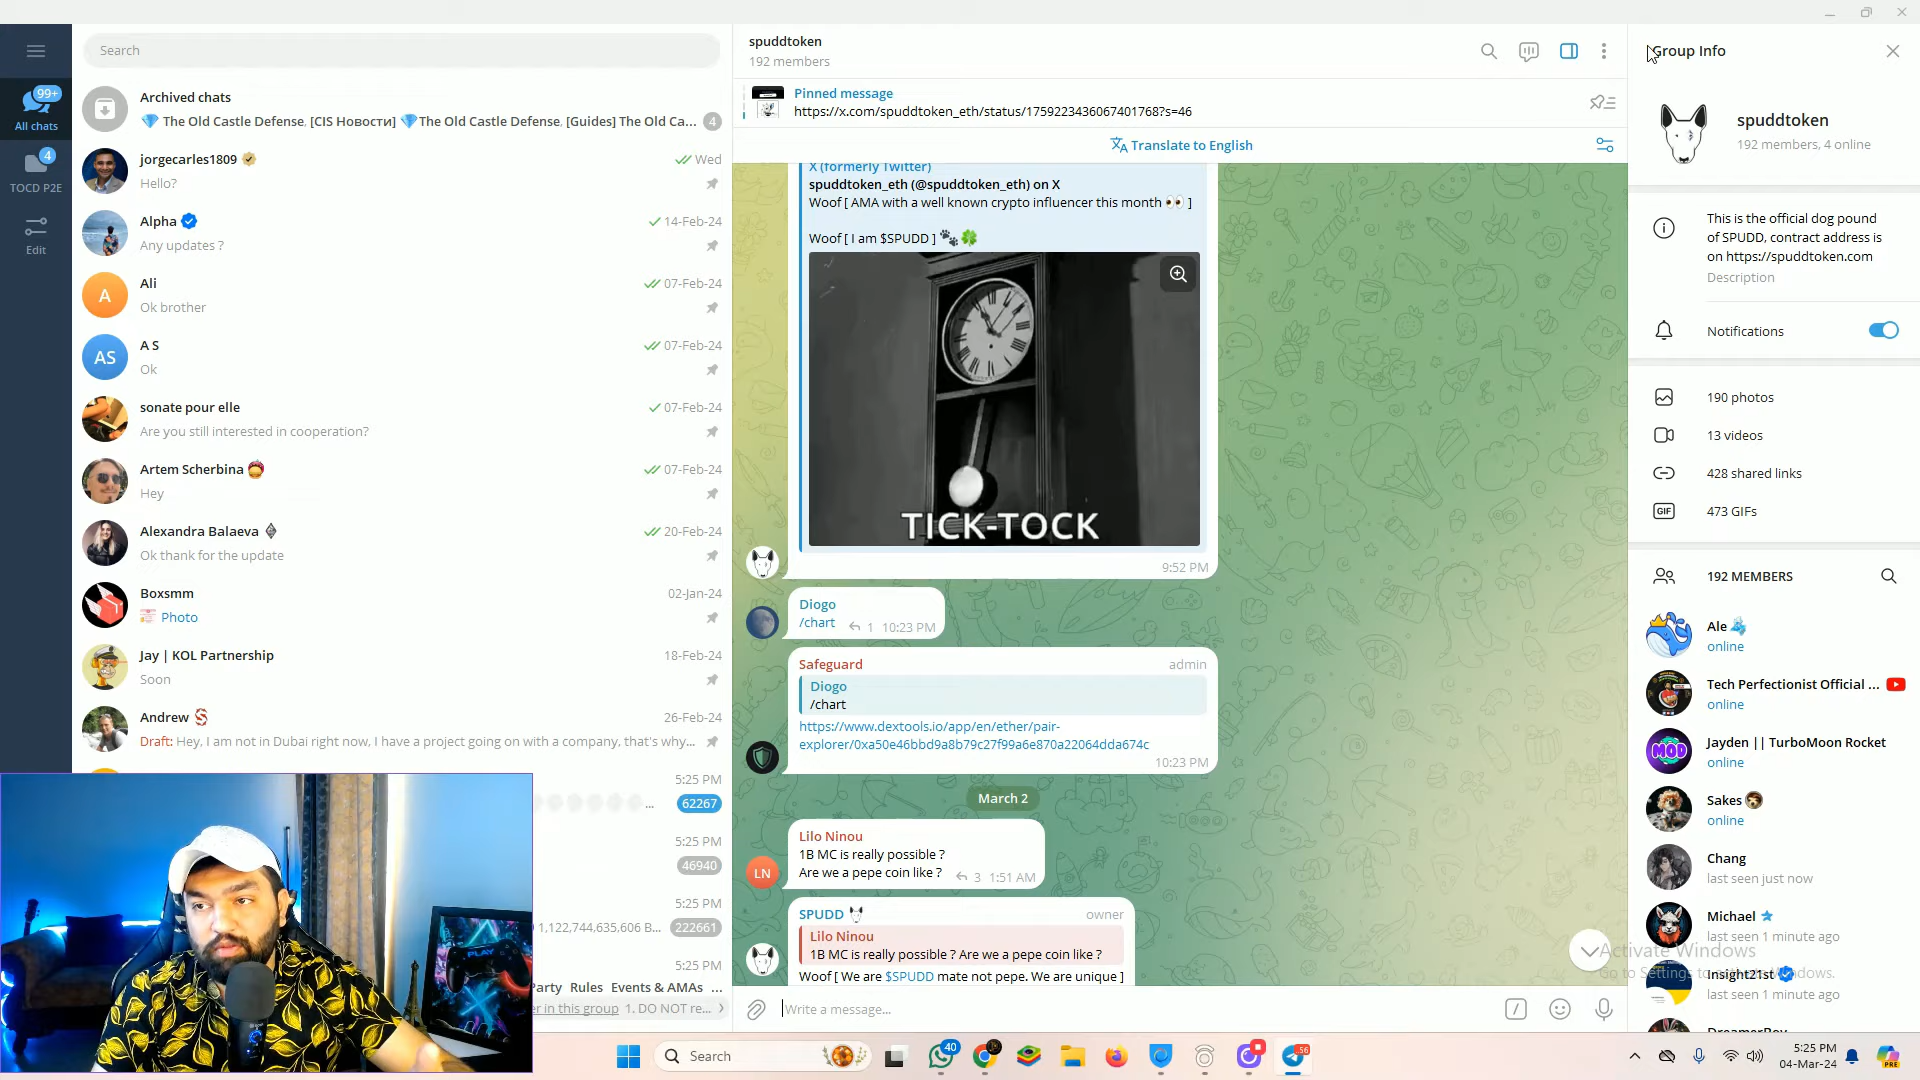 Search
99+
All chats
4
TOCD P2E
Edit
Archived chats
The Old Castle Defense, [CIS Новости] The Old Castle Defense, [Guides] The Old Ca...
4
jorgecarles1809
Wed
Hello?
Alpha
14-Feb-24
Any updates ?
A
Ali
07-Feb-24
Ok brother
AS
A S
07-Feb-24
Ok
sonate pour elle
07-Feb-24
Are you still interested in cooperation?
Artem Scherbina
07-Feb-24
Hey
Alexandra Balaeva
20-Feb-24
Ok thank for the update
Boxsmm
02-Jan-24
Photo
Jay | KOL Partnership
18-Feb-24
Soon
Andrew
26-Feb-24
Draft: Hey, I am not in Dubai right now, I have a project going on with a company, that's why...
5:25 PM
...
62267
5:25 PM
46940
5:25 PM
1,122,744,635,606 B...
222661
5:25 PM
Party Rules Events & AMAs ...
er in this group 1. DO NOT re...
PLAY
spuddtoken
192 members
Pinned message
https://x.com/spuddtoken_eth/status/1759223436067401768?s=46
Translate to English
X (formerly Twitter)
spuddtoken_eth (@spuddtoken_eth) on X
Woof [ AMA with a well known crypto influencer this month 👀 ]
Woof [ I am $SPUDD ] 🐾🍀
TICK-TOCK
9:52 PM
Diogo
/chart
1 10:23 PM
Safeguard
admin
Diogo
/chart
https://www.dextools.io/app/en/ether/pair-
explorer/0xa50e46bbd9a8b79c27f99a6e870a22064dda674c
10:23 PM
March 2
Lilo Ninou
1B MC is really possible ?
Are we a pepe coin like ?
3 1:51 AM
LN
SPUDD
owner
Lilo Ninou
1B MC is really possible ? Are we a pepe coin like ?
Woof [ We are $SPUDD mate not pepe. We are unique ]
Write a message...
Group Info
spuddtoken
192 members, 4 online
This is the official dog pound
of SPUDD, contract address is
on https://spuddtoken.com
Description
Notifications
190 photos
13 videos
428 shared links
GIF
473 GIFs
192 MEMBERS
Ale
online
Tech Perfectionist Official ...
online
MOD
Jayden || TurboMoon Rocket
online
Sakes
online
Chang
last seen just now
Michael
last seen 1 minute ago
Activate Windows
Go to Settings to activate Windows.
Insight21st
last seen 1 minute ago
DreamerBoy
Search
40
56
5:25 PM
04-Mar-24
PRE